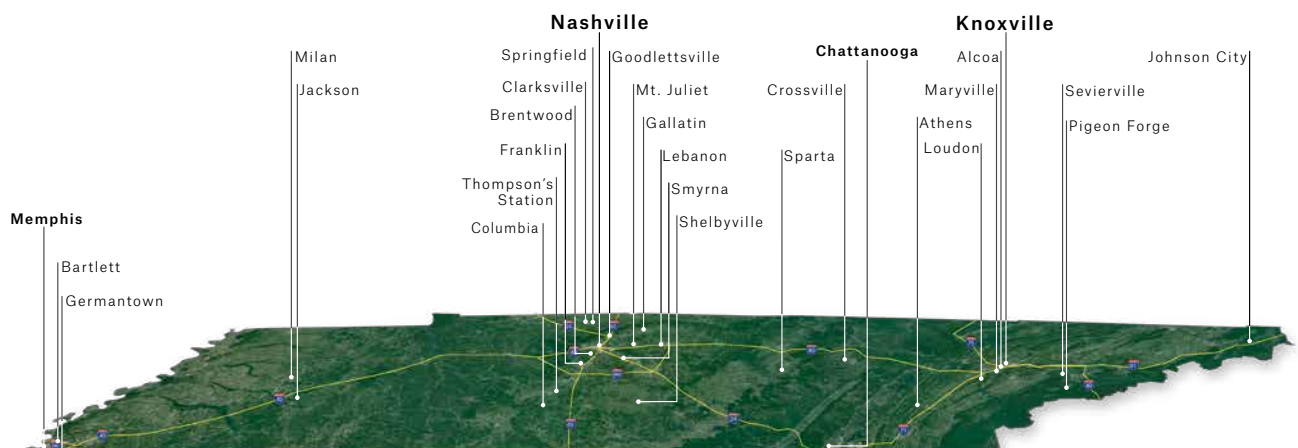 Nashville
Knoxville
Chattanooga
Milan
Springfield
Goodlettsville
Alcoa
Johnson City
Jackson
Clarksville
Mt. Juliet
Crossville
Maryville
Sevierville
Brentwood
Gallatin
Athens
Pigeon Forge
Franklin
Lebanon
Sparta
Loudon
Thompson's
Station
Smyrna
Memphis
Columbia
Shelbyville
Bartlett
Germantown